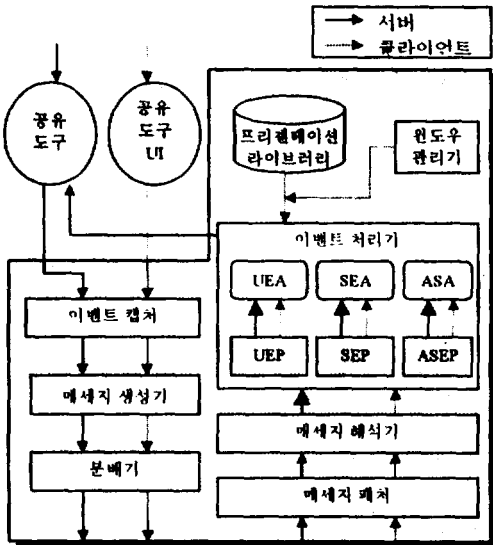 서버
클라이언트
공유
도구
공유
도구
UI
프리젠테이션
라이브러리
윈도우
관리기
이벤트 처리기
UEA
SEA
ASA
UEP
SEP
ASEP
이벤트 캡처
메세지 생성기
메세지 해석기
분배기
메세지 패처